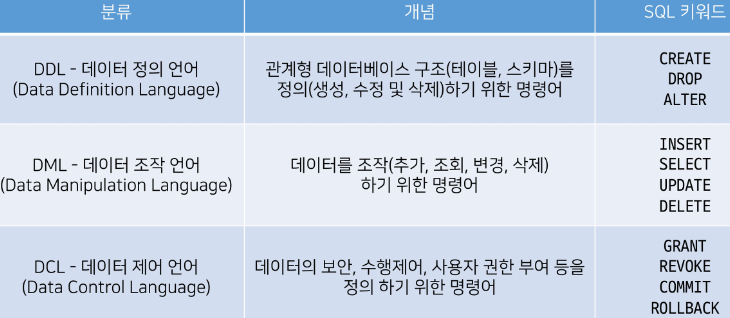 분류 개념 SQL 키워드
DDL - 데이터 정의 언어
(Data Definition Language)
관계형 데이터베이스 구조(테이블, 스키마)를
정의(생성, 수정 및 삭제)하기 위한 명령어
CREATE
DROP
ALTER
DML - 데이터 조작 언어
(Data Manipulation Language)
데이터를 조작(추가, 조회, 변경, 삭제)
하기 위한 명령어
INSERT
SELECT
UPDATE
DELETE
DCL - 데이터 제어 언어
(Data Control Language)
데이터의 보안, 수행제어, 사용자 권한 부여 등을
정의 하기 위한 명령어
GRANT
REVOKE
COMMIT
ROLLBACK